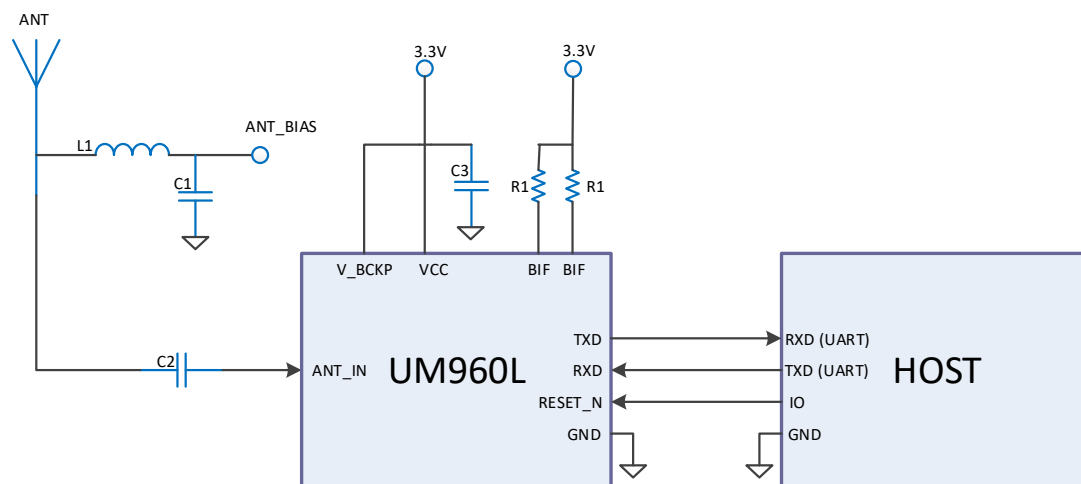 ANT
3.3V
3.3V
ANT_BIAS
L1
C1
C3
R1
R1
V_BCKP
VCC
BIF
BIF
TXD
RXD (UART)
C2
ANT_IN
UM960L
RXD
TXD (UART)
HOST
RESET_N
IO
GND
GND